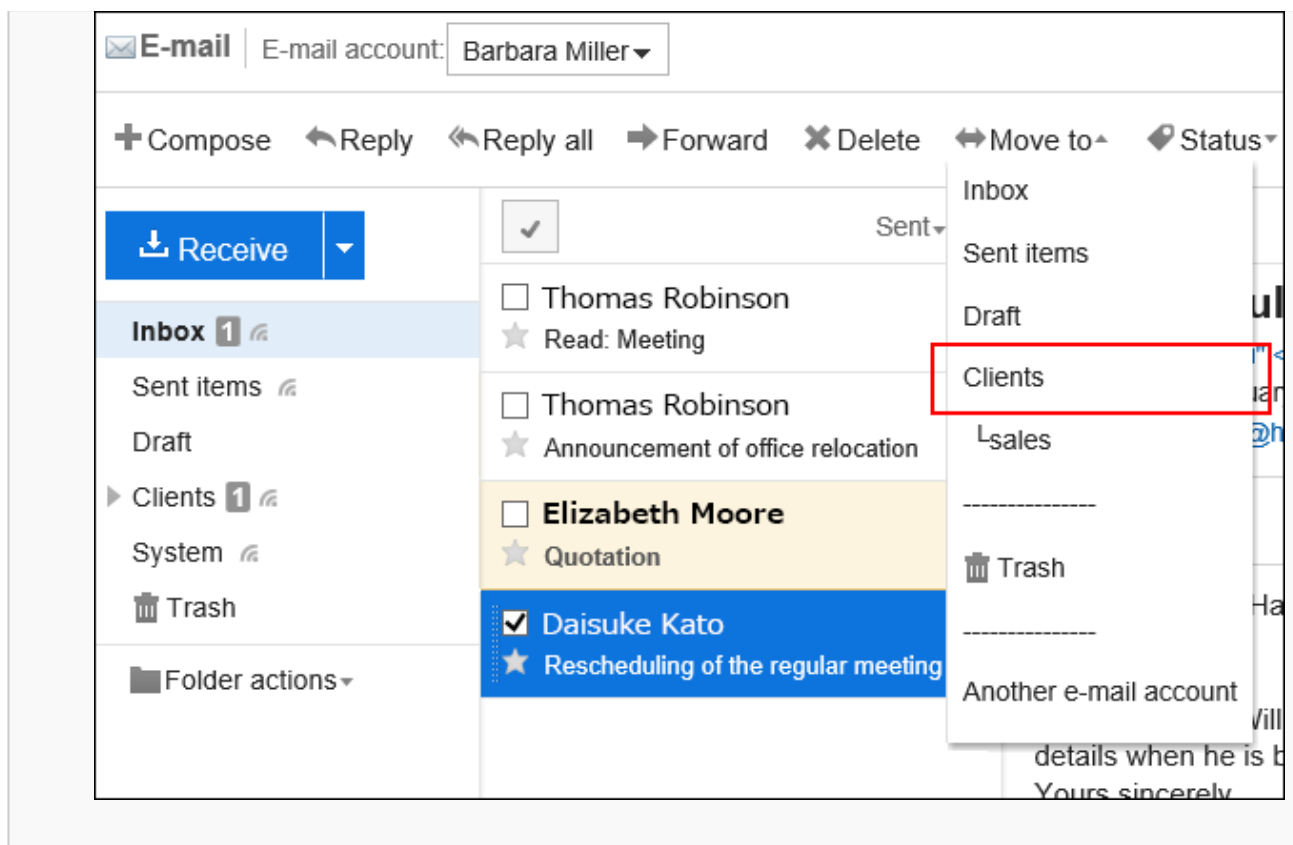 E-mail E-mail account: Barbara Miller
Compose Reply Reply all Forward Delete Move to Status
Receive
Inbox 1
Sent items
Draft
Clients 1
System
Trash
Folder actions
Sent
Thomas Robinson
Read: Meeting
Thomas Robinson
Announcement of office relocation
Elizabeth Moore
Quotation
Daisuke Kato
Rescheduling of the regular meeting
Inbox
Sent items
Draft
Clients
└sales
---------------
Trash
---------------
Another e-mail account
details when he is
Yours sincerely